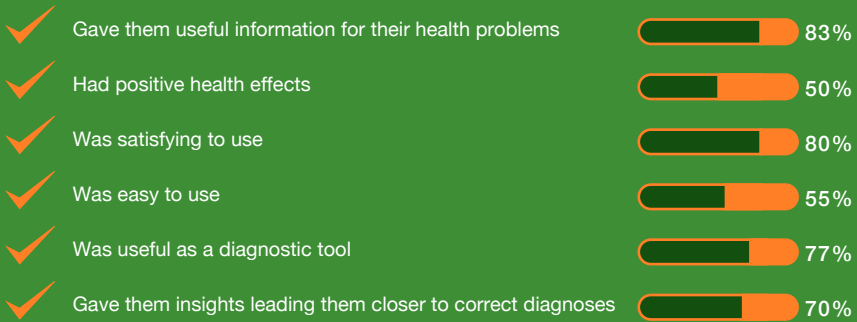 Gave them useful information for their health problems 83%
Had positive health effects 50%
Was satisfying to use 80%
Was easy to use 55%
Was useful as a diagnostic tool 77%
Gave them insights leading them closer to correct diagnoses 70%